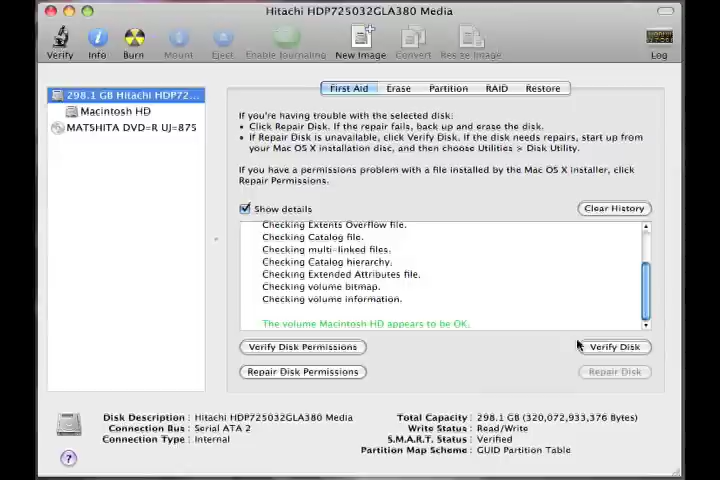 Hitachi HDP725032GLA380 Media
Verify Info Burn Mount Eject Enable Journaling New Image Convert Resize Image Log
298.1 GB Hitachi HDP72...
Macintosh HD
MATSHITA DVD-R UJ-875
First Aid Erase Partition RAID Restore
If you're having trouble with the selected disk:
• Click Repair Disk. If the repair fails, back up and erase the disk.
• If Repair Disk is unavailable, click Verify Disk. If the disk needs repairs, start up from
your Mac OS X installation disc, and then choose Utilities > Disk Utility.
If you have a permissions problem with a file installed by the Mac OS X installer, click
Repair Permissions.
Show details
Clear History
Checking Extents Overflow file.
Checking Catalog file.
Checking multi-linked files.
Checking Catalog hierarchy.
Checking Extended Attributes file.
Checking volume bitmap.
Checking volume information.
The volume Macintosh HD appears to be OK.
Verify Disk Permissions Verify Disk
Repair Disk Permissions Repair Disk
Disk Description : Hitachi HDP725032GLA380 Media
Connection Bus : Serial ATA 2
Connection Type : Internal
Total Capacity : 298.1 GB (320,072,933,376 Bytes)
Write Status : Read/Write
S.M.A.R.T. Status : Verified
Partition Map Scheme : GUID Partition Table
?